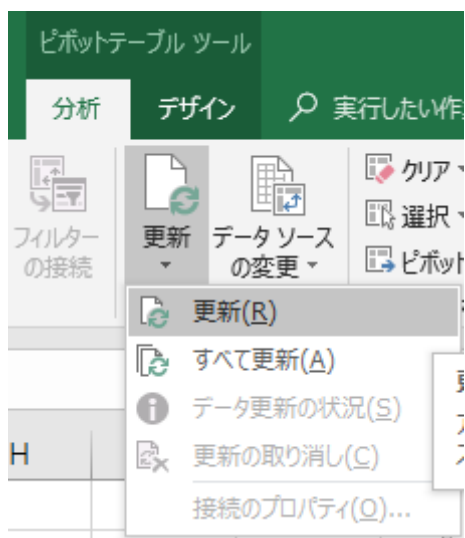 ピボットテーブル ツール
分析
デザイン
実行したい作
フィルター
の接続
更新
データ ソース
の変更
クリア
選択
ピボット
更新(R)
すべて更新(A)
データ更新の状況(S)
更新の取り消し(C)
接続のプロパティ(O)...
H